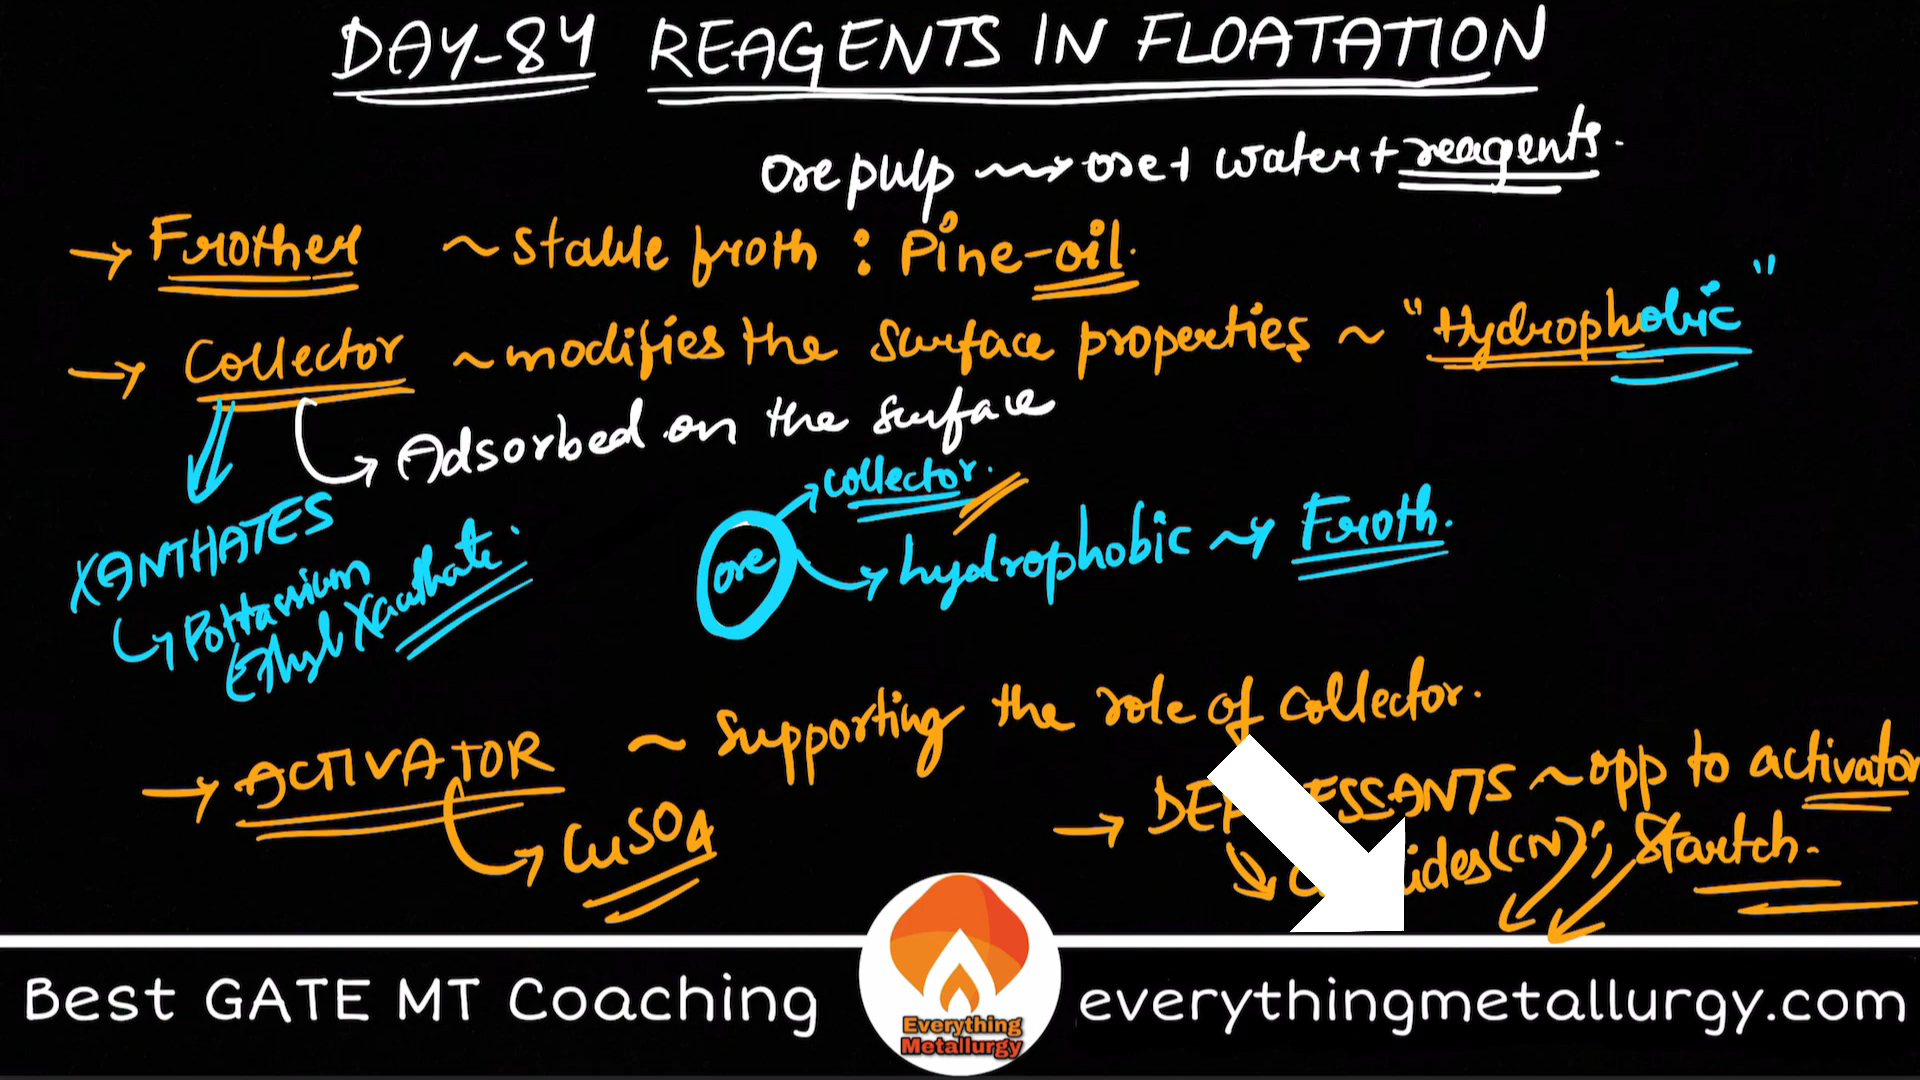 DAY-84 REAGENTS IN FLOATATION
Ore pulp → ore + water + reagents.
→ Frother ~ stable froth : Pine-oil.
→ Collector ~ modifies the surface properties ~ "Hydrophobic"
Adsorbed on the surface
XANTHATES
Pottassium
Ethyl Xanthate.
collector.
ore
hydrophobic → Froth.
→ ACTIVATOR ~ Supporting the role of collector.
CuSO4
→ DEP ESSANTS ~ opp to activator
ides (CN); Startch.
Best GATE MT Coaching
Everything
Metallurgy
everythingmetallurgy.com